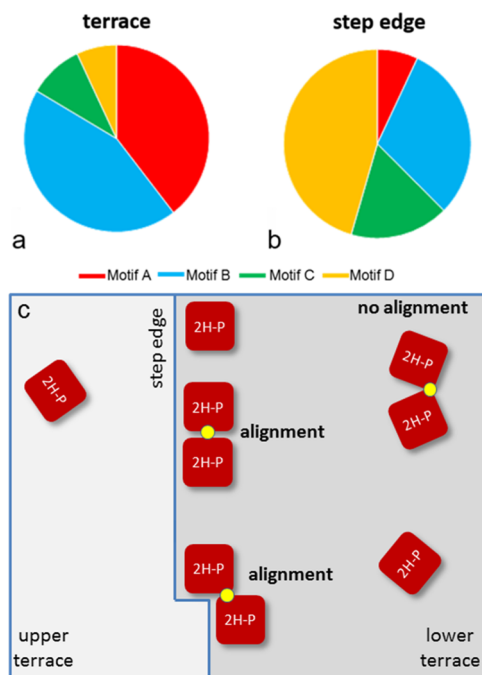 terrace
step edge
a
b
Motif A Motif B Motif C Motif D
c
step edge
no alignment
2H-P
2H-P
2H-P
2H-P
alignment
2H-P
2H-P
2H-P
alignment
2H-P
2H-P
upper
terrace
lower
terrace